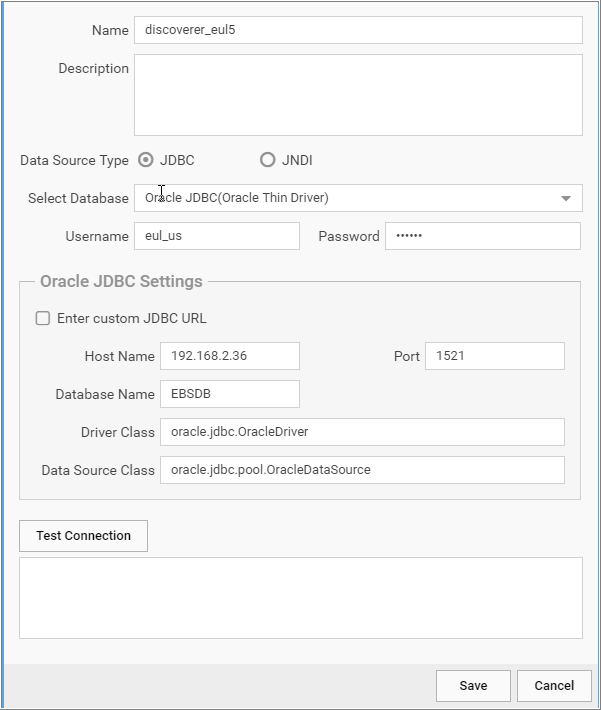 Name discoverer_eul5
Description
Data Source Type JDBC JNDI
Select Database Oracle JDBC(Oracle Thin Driver)
Username eul_us Password ••••••
Oracle JDBC Settings
Enter custom JDBC URL
Host Name 192.168.2.36 Port 1521
Database Name EBSDB
Driver Class oracle.jdbc.OracleDriver
Data Source Class oracle.jdbc.pool.OracleDataSource
Test Connection
Save Cancel